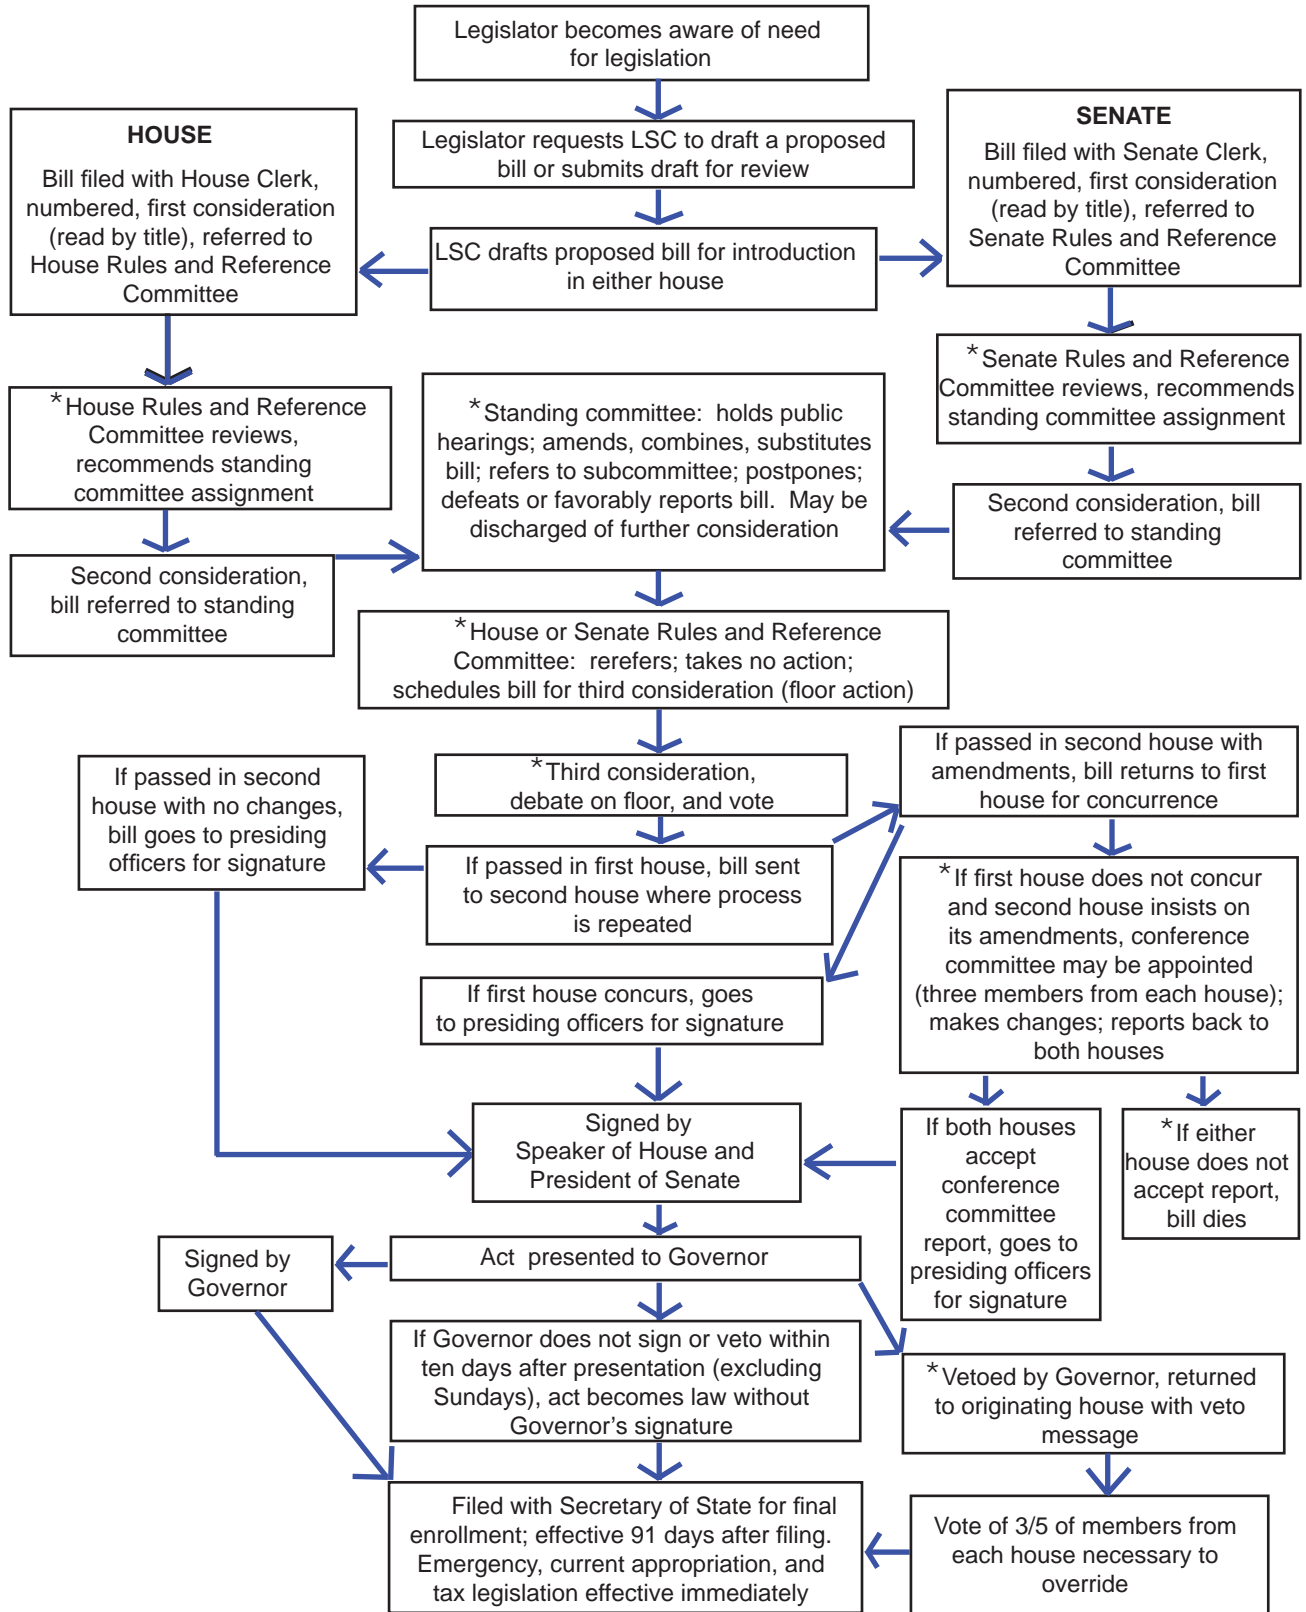 Legislator becomes aware of need
for legislation
HOUSE
Bill filed with House Clerk,
numbered, first consideration
(read by title), referred to
House Rules and Reference
Committee
Legislator requests LSC to draft a proposed
bill or submits draft for review
SENATE
Bill filed with Senate Clerk,
numbered, first consideration
(read by title), referred to
Senate Rules and Reference
Committee
LSC drafts proposed bill for introduction
in either house
*House Rules and Reference
Committee reviews,
recommends standing
committee assignment
*Senate Rules and Reference
Committee reviews, recommends
standing committee assignment
*Standing committee: holds public
hearings; amends, combines, substitutes
bill; refers to subcommittee; postpones;
defeats or favorably reports bill. May be
discharged of further consideration
Second consideration,
bill referred to standing
committee
Second consideration, bill
referred to standing
committee
*House or Senate Rules and Reference
Committee: rerefers; takes no action;
schedules bill for third consideration (floor action)
*Third consideration,
debate on floor, and vote
If passed in second
house with no changes,
bill goes to presiding
officers for signature
If passed in first house, bill sent
to second house where process
is repeated
If passed in second house with
amendments, bill returns to first
house for concurrence
*If first house does not concur
and second house insists on
its amendments, conference
committee may be appointed
(three members from each house);
makes changes; reports back to
both houses
If first house concurs, goes
to presiding officers for signature
Signed by
Speaker of House and
President of Senate
If both houses
accept
conference
committee
report, goes to
presiding officers
for signature
*If either
house does not
accept report,
bill dies
Act presented to Governor
Signed by
Governor
If Governor does not sign or veto within
ten days after presentation (excluding
Sundays), act becomes law without
Governor's signature
*Vetoed by Governor, returned
to originating house with veto
message
Filed with Secretary of State for final
enrollment; effective 91 days after filing.
Emergency, current appropriation, and
tax legislation effective immediately
Vote of 3/5 of members from
each house necessary to
override